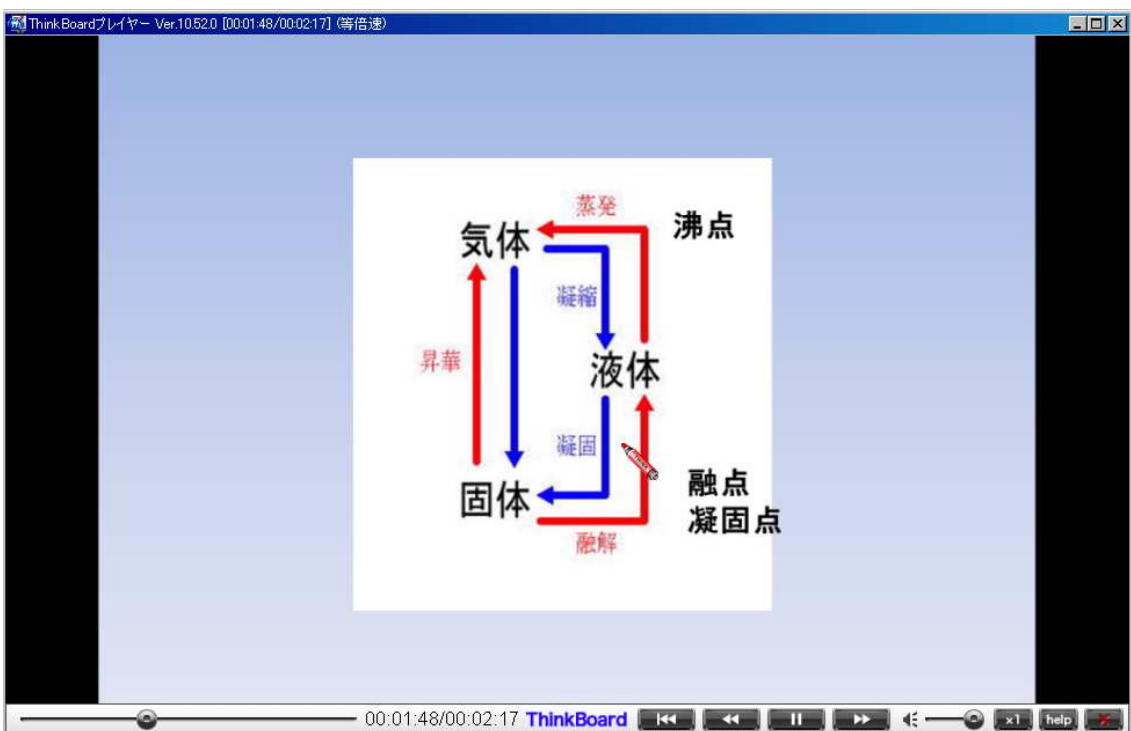 ThinkBoardプレイヤー Ver.10.52.0 [00:01:48/00:02:17] (等倍速)
蒸発
沸点
気体
凝縮
昇華
液体
凝固
固体
融点
凝固点
融解
00:01:48/00:02:17 ThinkBoard
x1 help